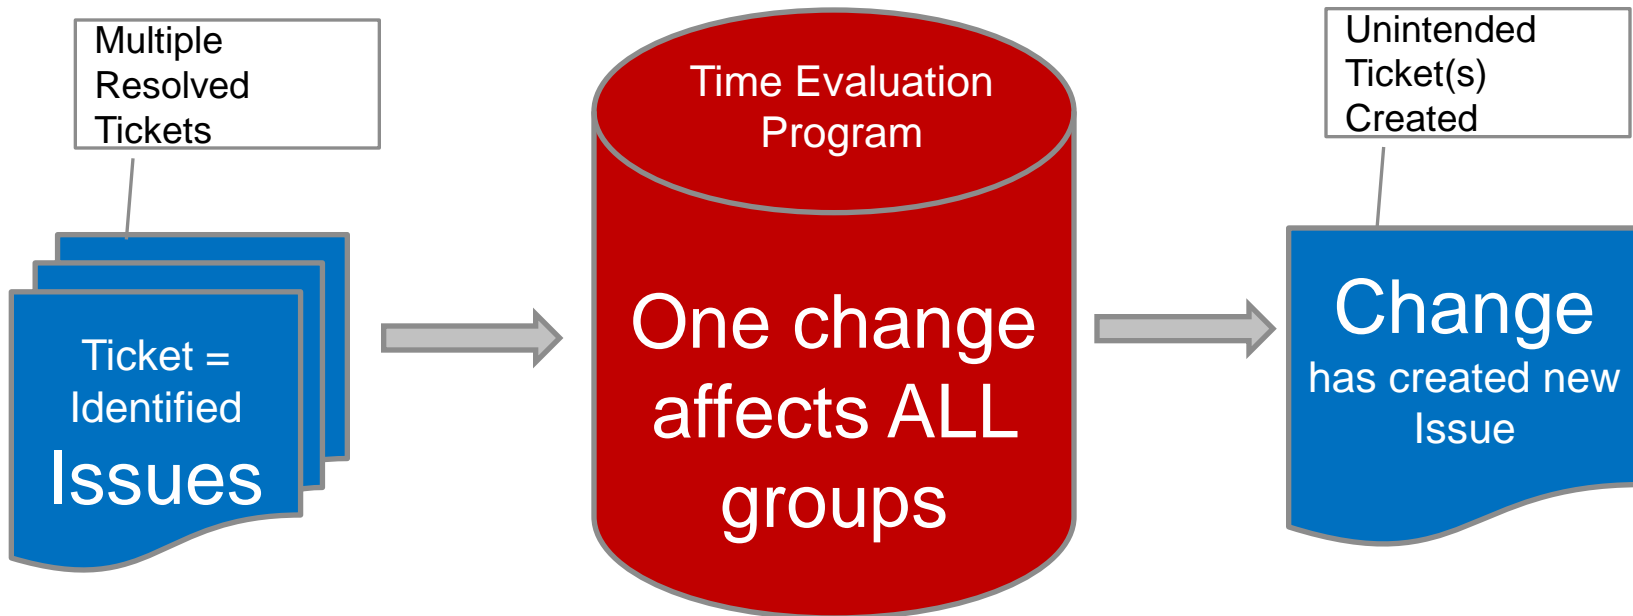 Multiple
Resolved
Tickets
Ticket =
Identified
Issues
Time Evaluation
Program
One change
affects ALL
groups
Unintended
Ticket(s)
Created
Change
has created new
Issue